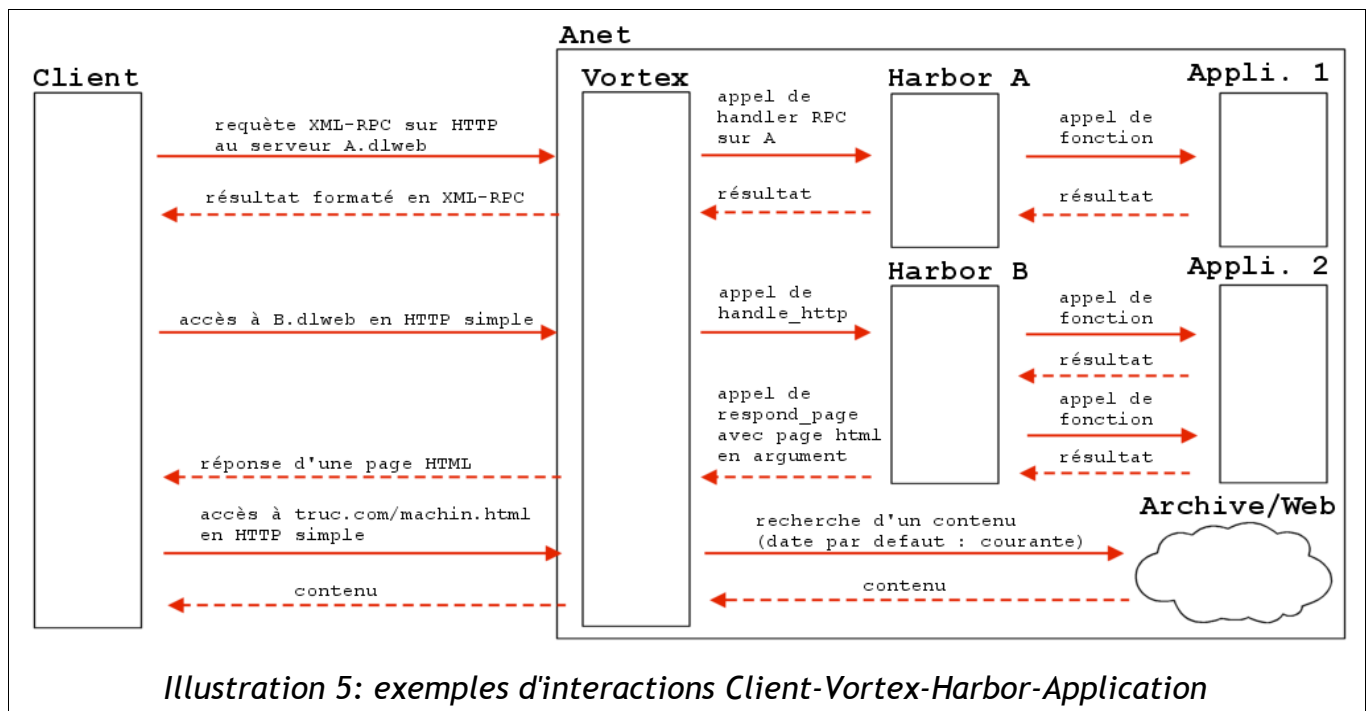 Anet
Client
Vortex
Harbor A
Appli. 1
requète XML-RPC sur HTTP
au serveur A.dlweb
appel de
handler RPC
sur A
appel de
fonction
résultat formaté en XML-RPC
résultat
résultat
Harbor B
Appli. 2
accès à B.dlweb en HTTP simple
appel de
handle_http
appel de
fonction
résultat
appel de
respond_page
avec page html
en argument
appel de
fonction
résultat
réponse d'une page HTML
Archive/Web
accès à truc.com/machin.html
en HTTP simple
recherche d'un contenu
(date par defaut : courante)
contenu
contenu
Illustration 5: exemples d'interactions Client-Vortex-Harbor-Application